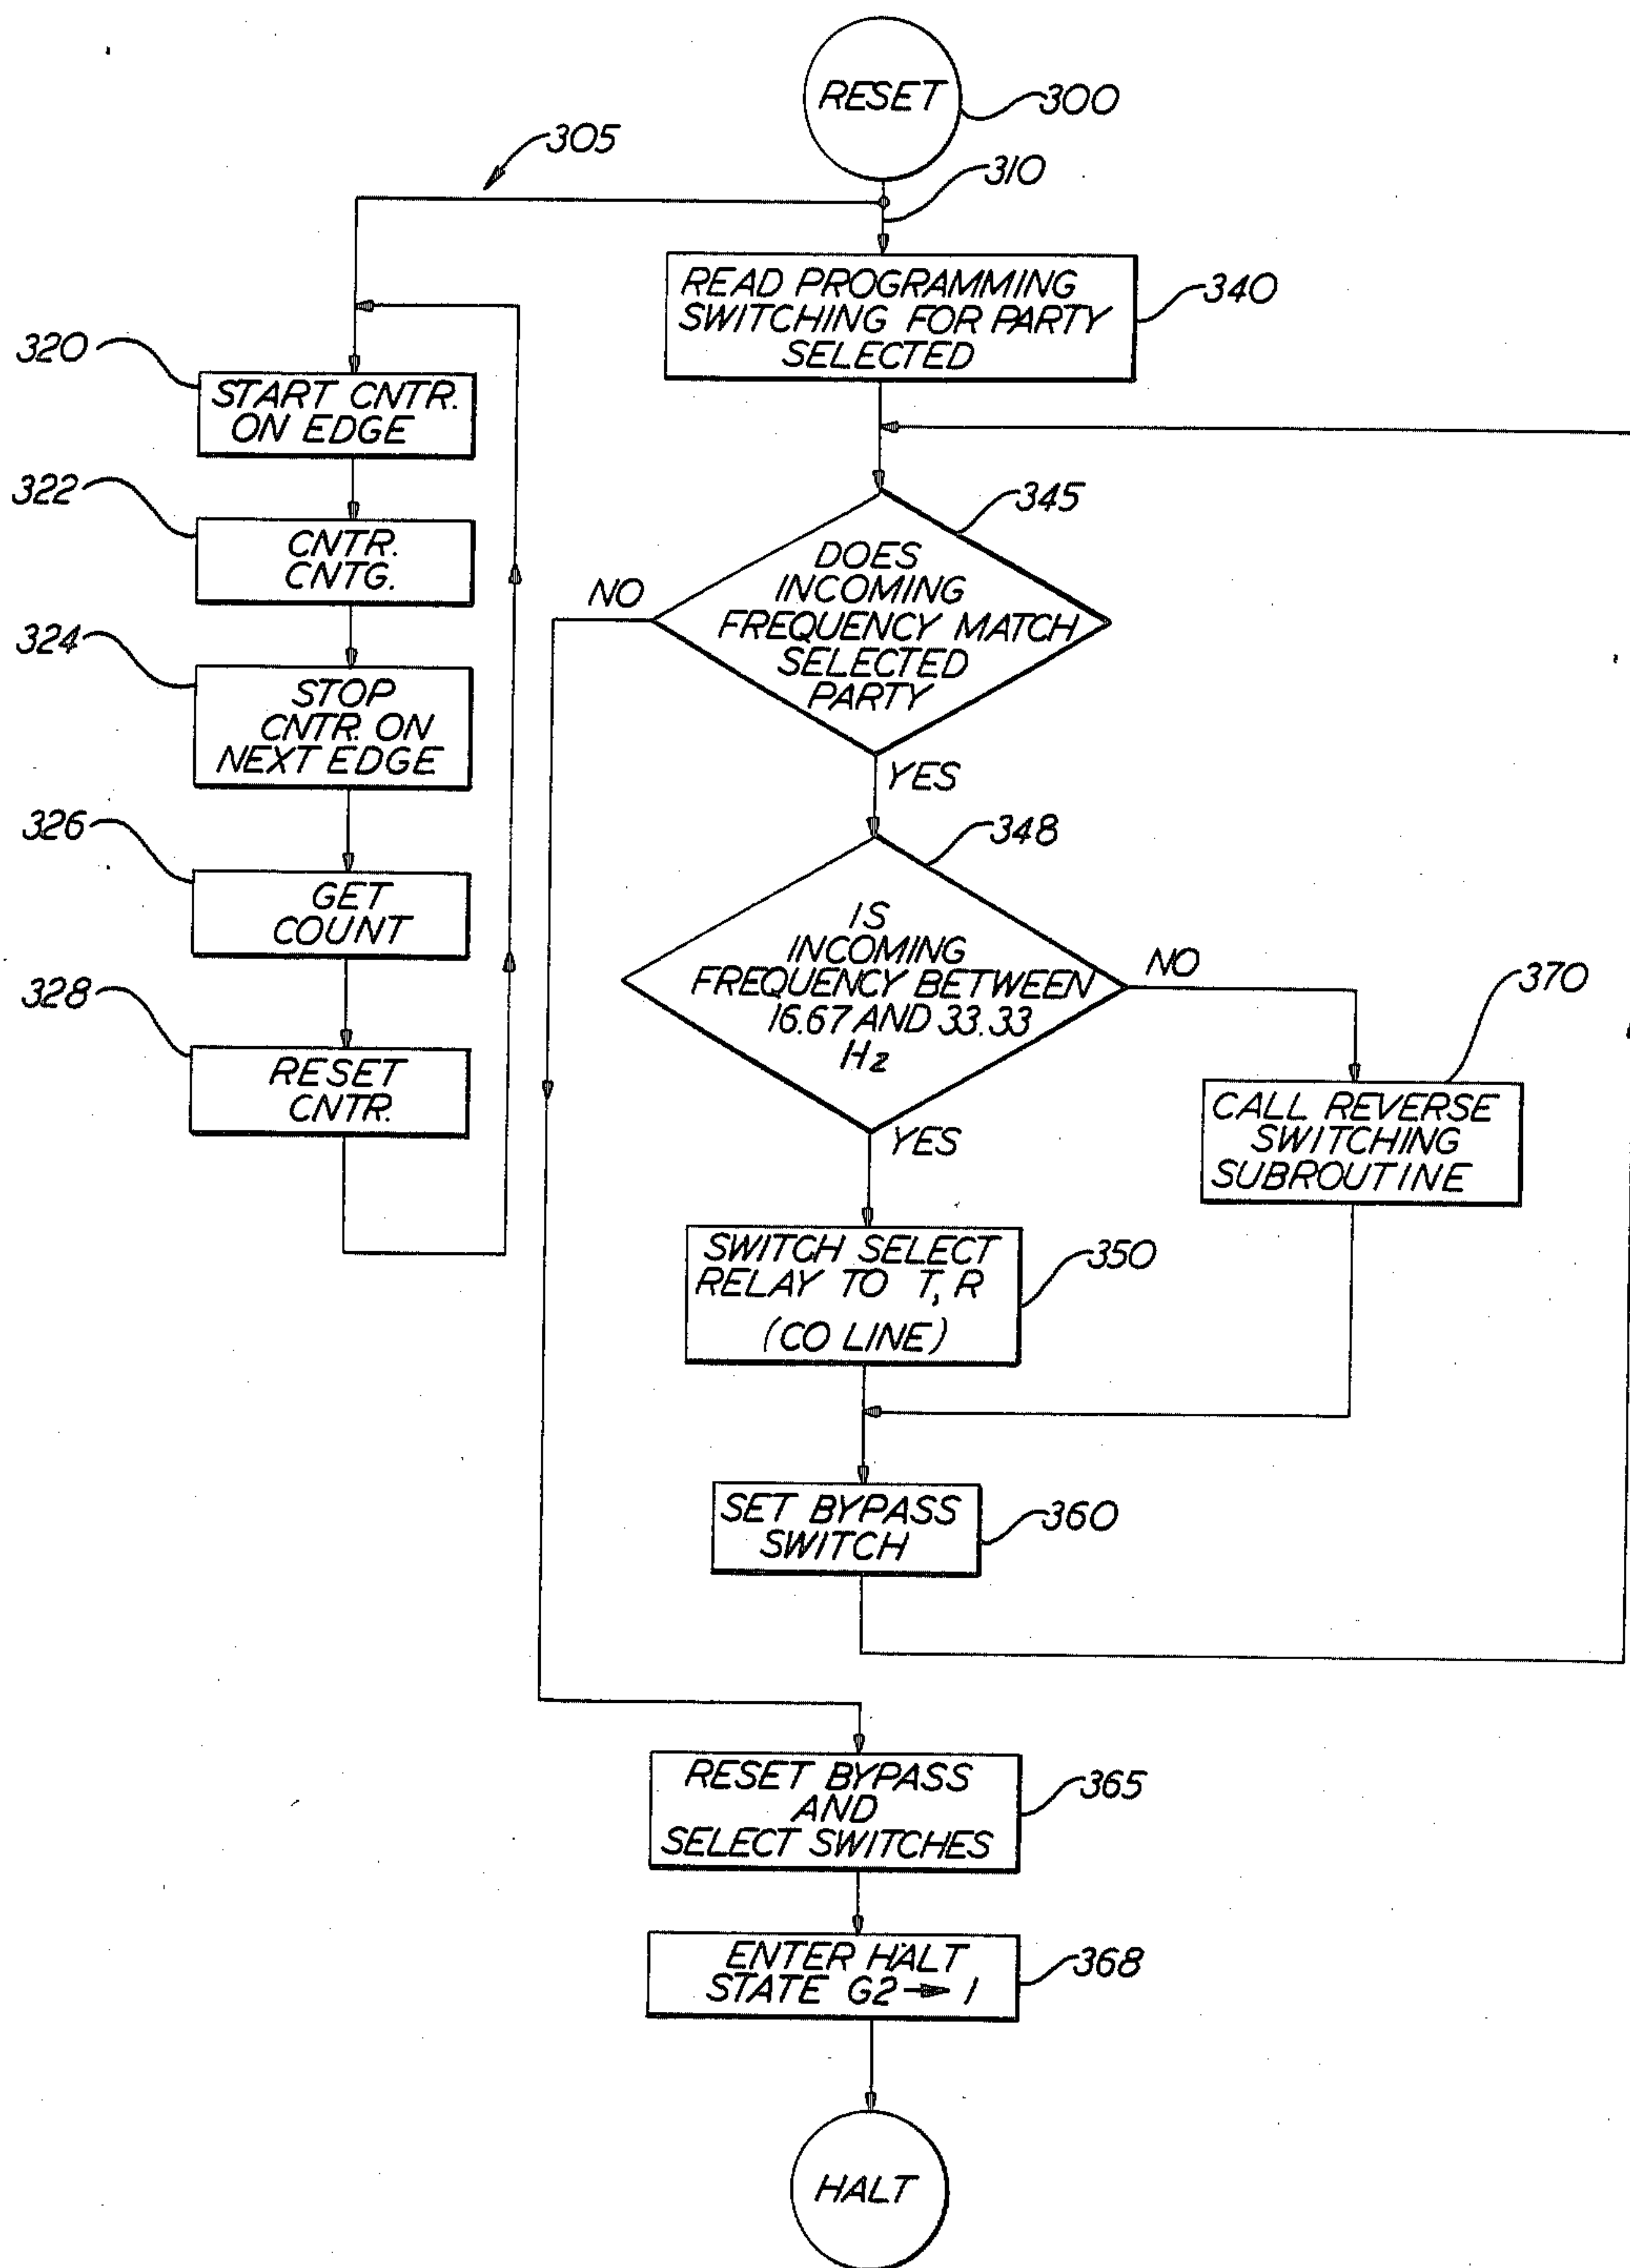 RESET
300
305
310
READ PROGRAMMING
SWITCHING FOR PARTY
SELECTED
340
320
START CNTR.
ON EDGE
322
CNTR.
CNTG.
324
STOP
CNTR. ON
NEXT EDGE
326
GET
COUNT
328
RESET
CNTR.
345
DOES
INCOMING
FREQUENCY MATCH
SELECTED
PARTY
NO
YES
348
IS
INCOMING
FREQUENCY BETWEEN
16.67 AND 33.33
Hz
NO
YES
370
CALL REVERSE
SWITCHING
SUBROUTINE
SWITCH SELECT
RELAY TO T, R
(CO LINE)
350
SET BYPASS
SWITCH
360
RESET BYPASS
AND
SELECT SWITCHES
365
ENTER HALT
STATE G2 → 1
368
HALT